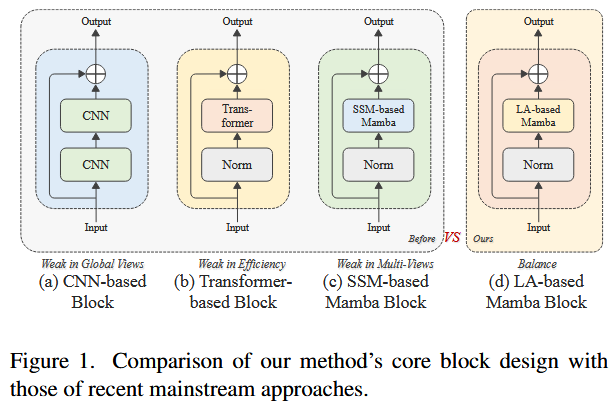 Output Output Output Output
CNN Trans-
former SSM-based
Mamba LA-based
Mamba
CNN Norm Norm Norm
Input Input Input Input
Before VS Ours
Weak in Global Views Weak in Efficiency Weak in Multi-Views Balance
(a) CNN-based
Block
(b) Transformer-
based Block
(c) SSM-based
Mamba Block
(d) LA-based
Mamba Block
Figure 1. Comparison of our method's core block design with
those of recent mainstream approaches.